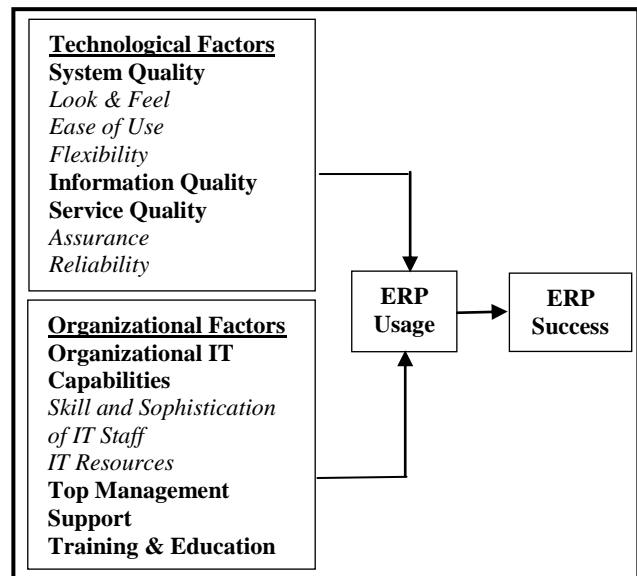 Technological Factors
System Quality
Look & Feel
Ease of Use
Flexibility
Information Quality
Service Quality
Assurance
Reliability
Organizational Factors
Organizational IT
Capabilities
Skill and Sophistication
of IT Staff
IT Resources
Top Management
Support
Training & Education
ERP
Usage
ERP
Success